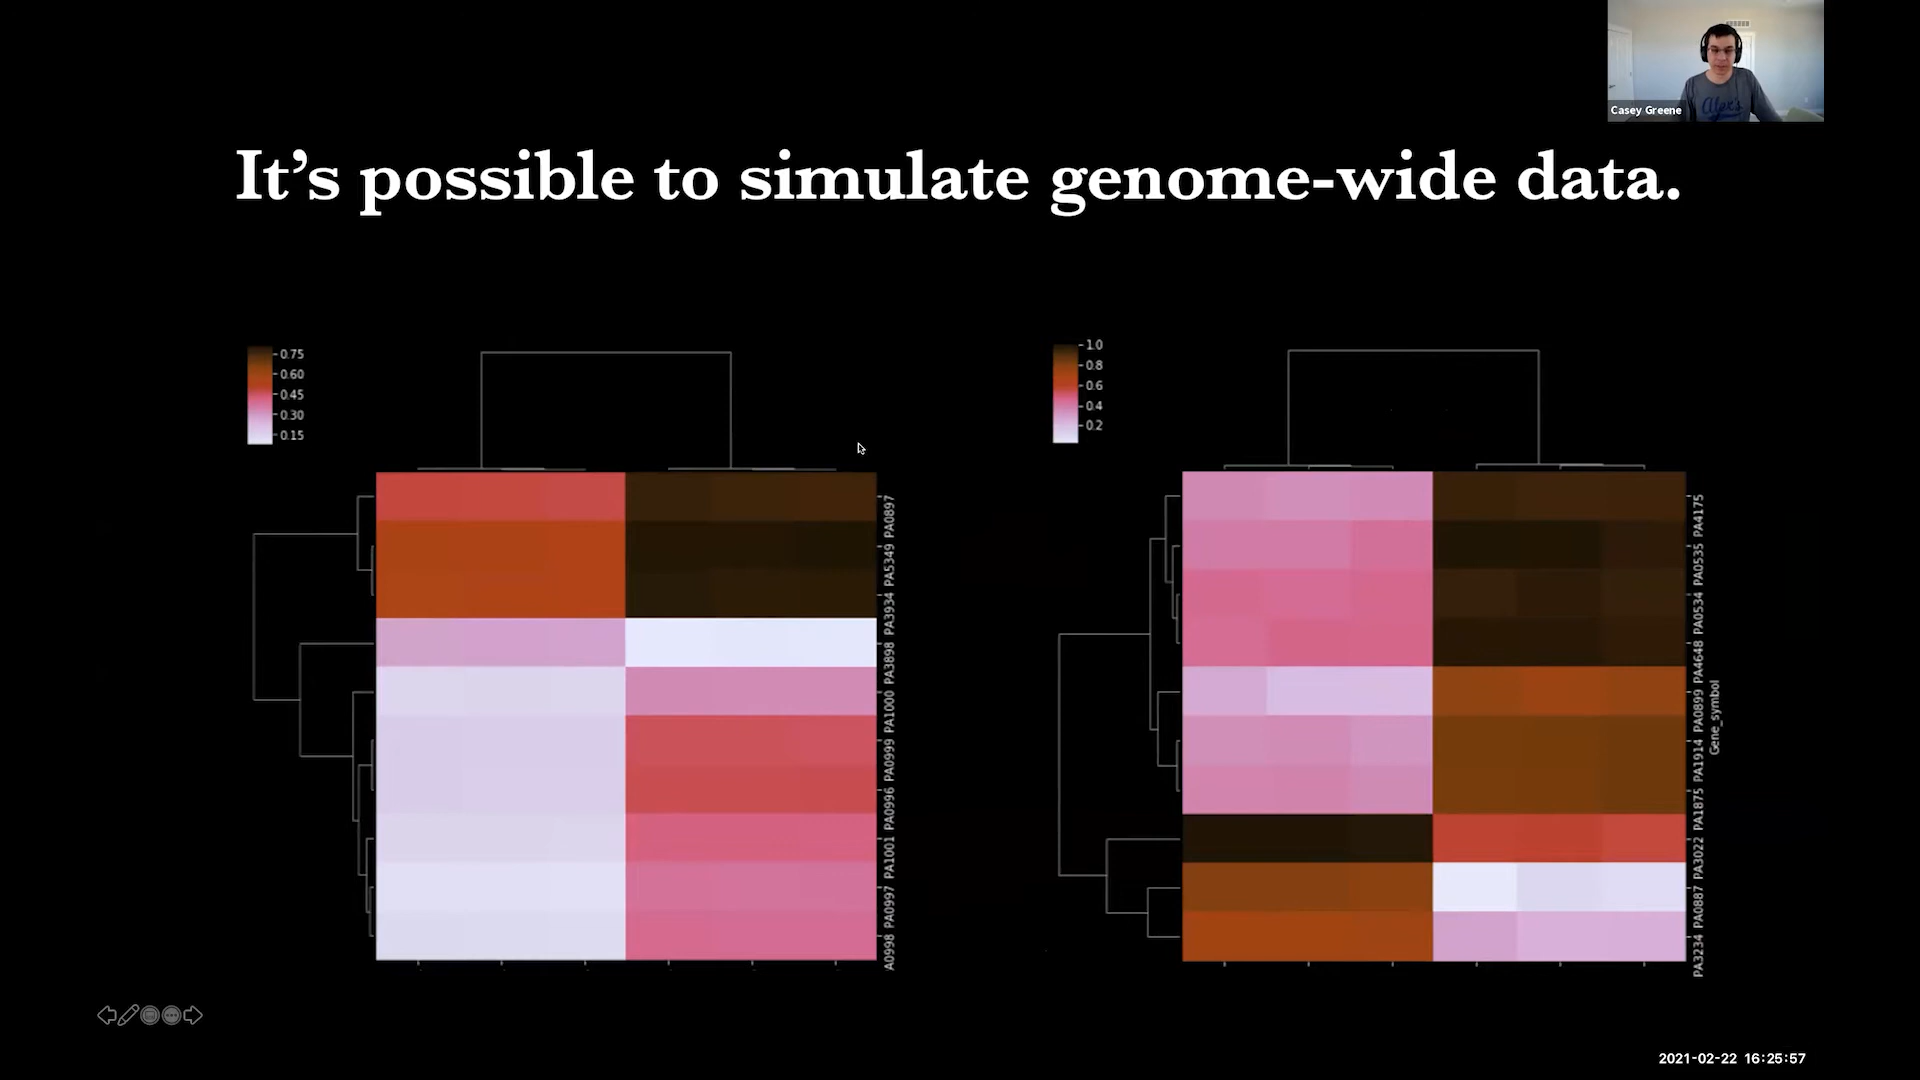 Casey Greene
It's possible to simulate genome-wide data.
0.75
0.60
0.45
0.30
0.15
PA0897
PA5349
PA3934
PA3898
PA1000
PA0999
PA0996
PA1001
PA0997
A0998
1.0
0.8
0.6
0.4
0.2
PA4175
PA0535
PA0534
PA4648
PA0899
PA1914
PA1875
PA3022
PA0887
PA3234
Gene_symbol
2021-02-22 16:25:57